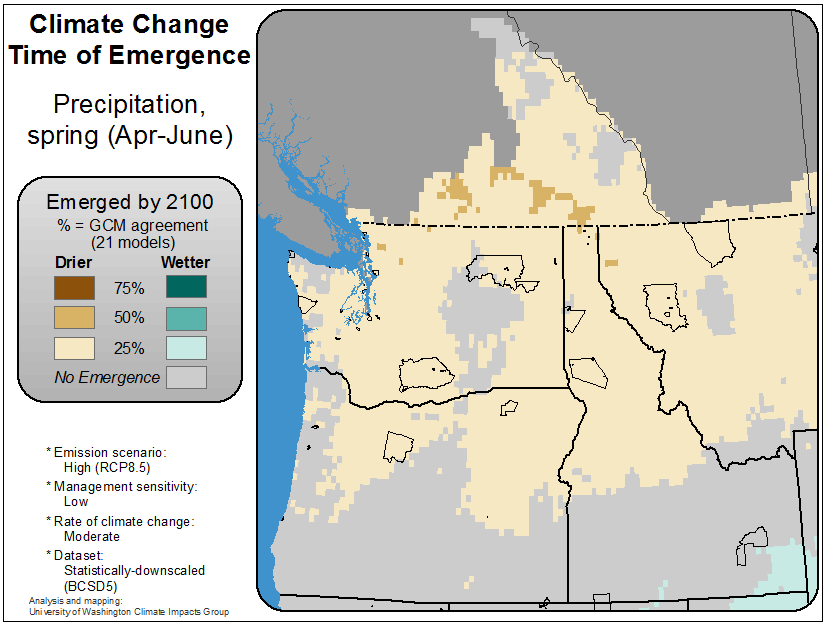 Climate Change
Time of Emergence
Precipitation,
spring (Apr-June)
Emerged by 2100
% = GCM agreement
(21 models)
Drier Wetter
75%
50%
25%
No Emergence
* Emission scenario:
High (RCP8.5)
* Management sensitivity:
Low
* Rate of climate change:
Moderate
* Dataset:
Statistically-downscaled
(BCSD5)
Analysis and mapping:
University of Washington Climate Impacts Group